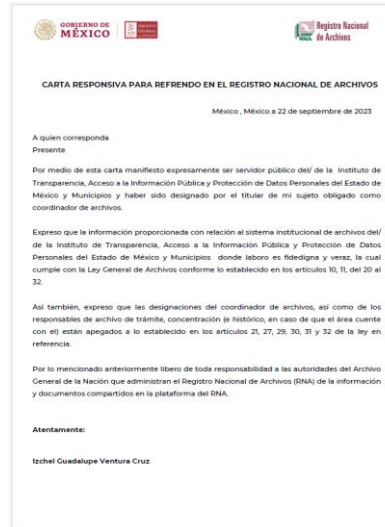 GOBIERNO DE
MÉXICO
ARCHIVO
GENERAL
Registro Nacional
de Archivos
RNA
CARTA RESPONSIVA PARA REFRENDO EN EL REGISTRO NACIONAL DE ARCHIVOS
México , México a 22 de septiembre de 2023
A quien corresponda
Presente
Por medio de esta carta manifiesto expresamente ser servidor público del/ de la Instituto de
Transparencia, Acceso a la Información Pública y Protección de Datos Personales del Estado de
México y Municipios y haber sido designado por el titular de mi sujeto obligado como
coordinador de archivos.
Expreso que la información proporcionada con relación al sistema institucional de archivos del/
de la Instituto de Transparencia, Acceso a la Información Pública y Protección de Datos
Personales del Estado de México y Municipios donde laboro es fidedigna y veraz, la cual
cumple con la Ley General de Archivos conforme lo establecido en los artículos 10, 11, del 20 al
32.
Así también, expreso que las designaciones del coordinador de archivos, así como de los
responsables de archivo de trámite, concentración (e histórico, en caso de que el área cuente
con el) están apegados a lo establecido en los artículos 21, 27, 29, 30, 31 y 32 de la ley en
referencia.
Por lo mencionado anteriormente libero de toda responsabilidad a las autoridades del Archivo
General de la Nación que administran el Registro Nacional de Archivos (RNA) de la información
y documentos compartidos en la plataforma del RNA.
Atentamente:
Izchel Guadalupe Ventura Cruz